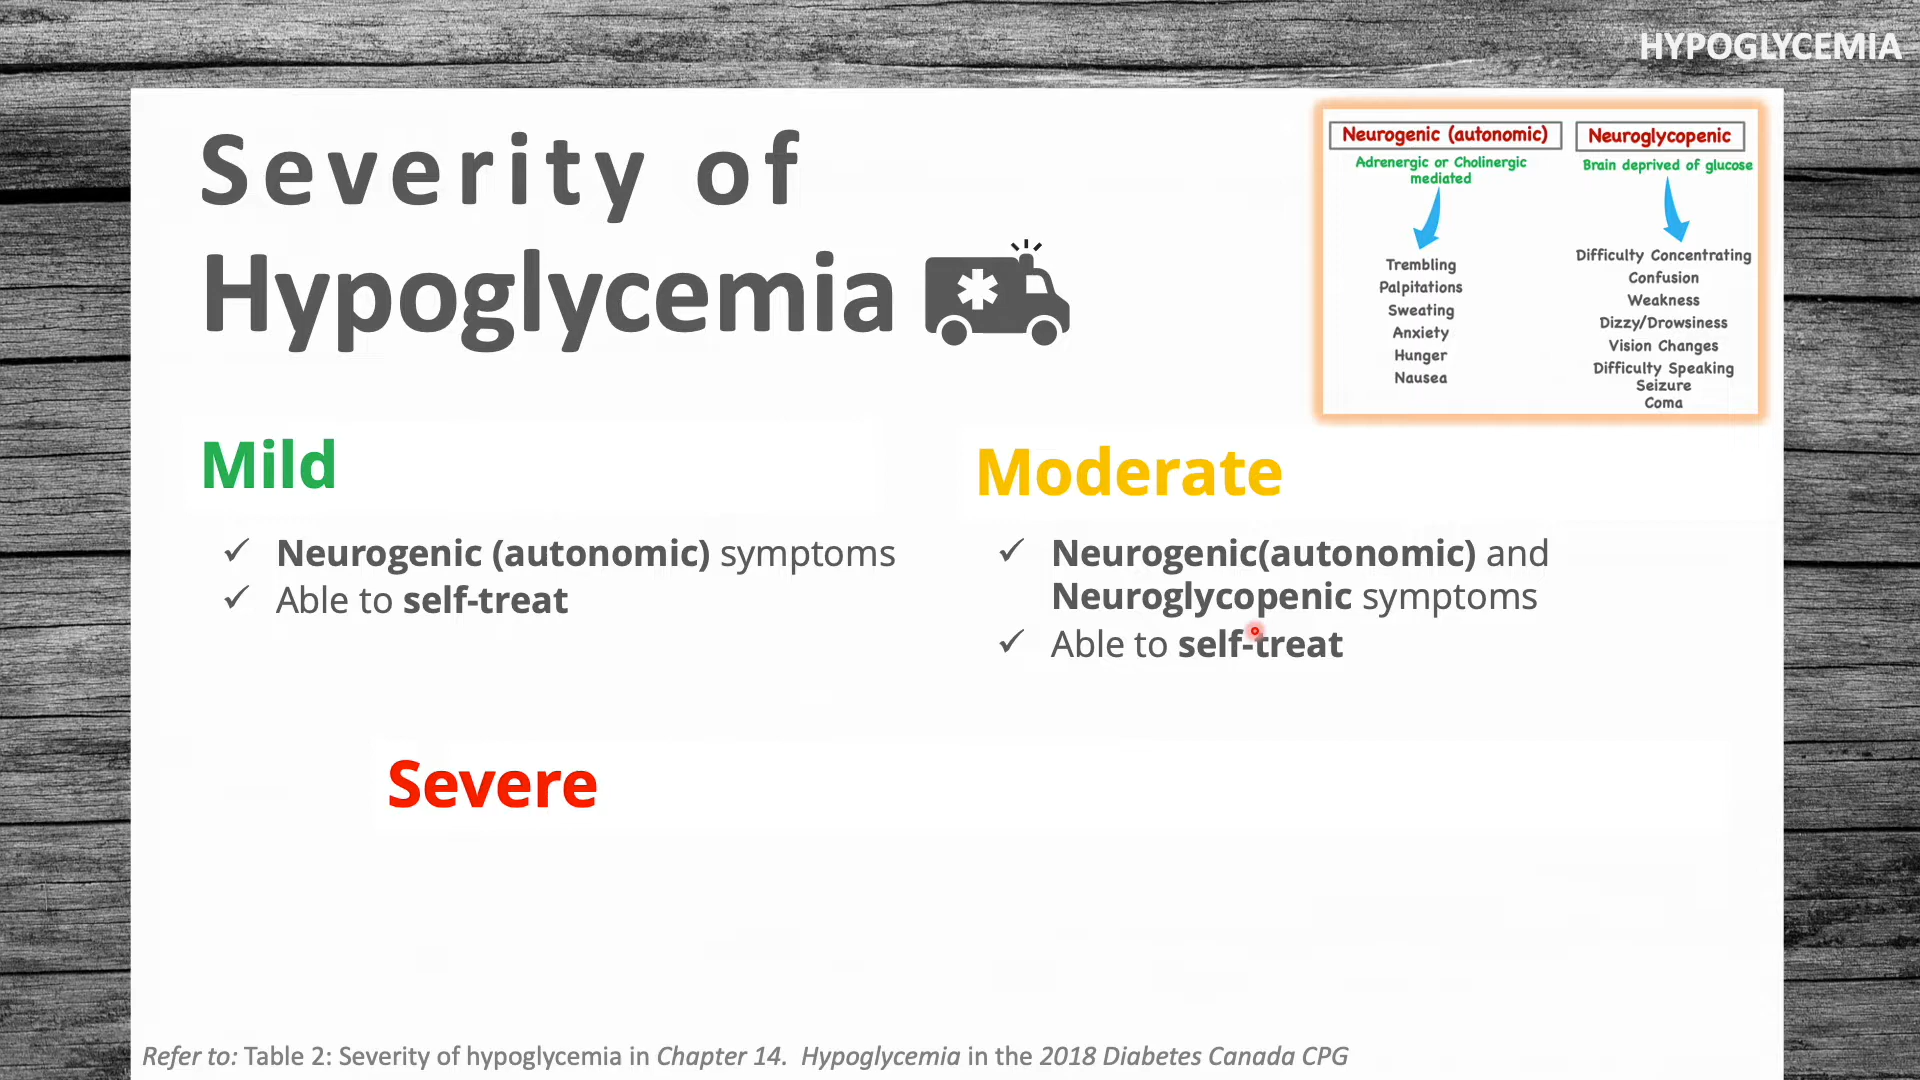 HYPOGLYCEMIA
Severity of
Hypoglycemia
Neurogenic (autonomic)
Adrenergic or Cholinergic
mediated
Trembling
Palpitations
Sweating
Anxiety
Hunger
Nausea
Neuroglycopenic
Brain deprived of glucose
Difficulty Concentrating
Confusion
Weakness
Dizzy/Drowsiness
Vision Changes
Difficulty Speaking
Seizure
Coma
Mild
✓ Neurogenic (autonomic) symptoms
✓ Able to self-treat
Moderate
✓ Neurogenic(autonomic) and
Neuroglycopenic symptoms
✓ Able to self-treat
Severe
Refer to: Table 2: Severity of hypoglycemia in Chapter 14. Hypoglycemia in the 2018 Diabetes Canada CPG